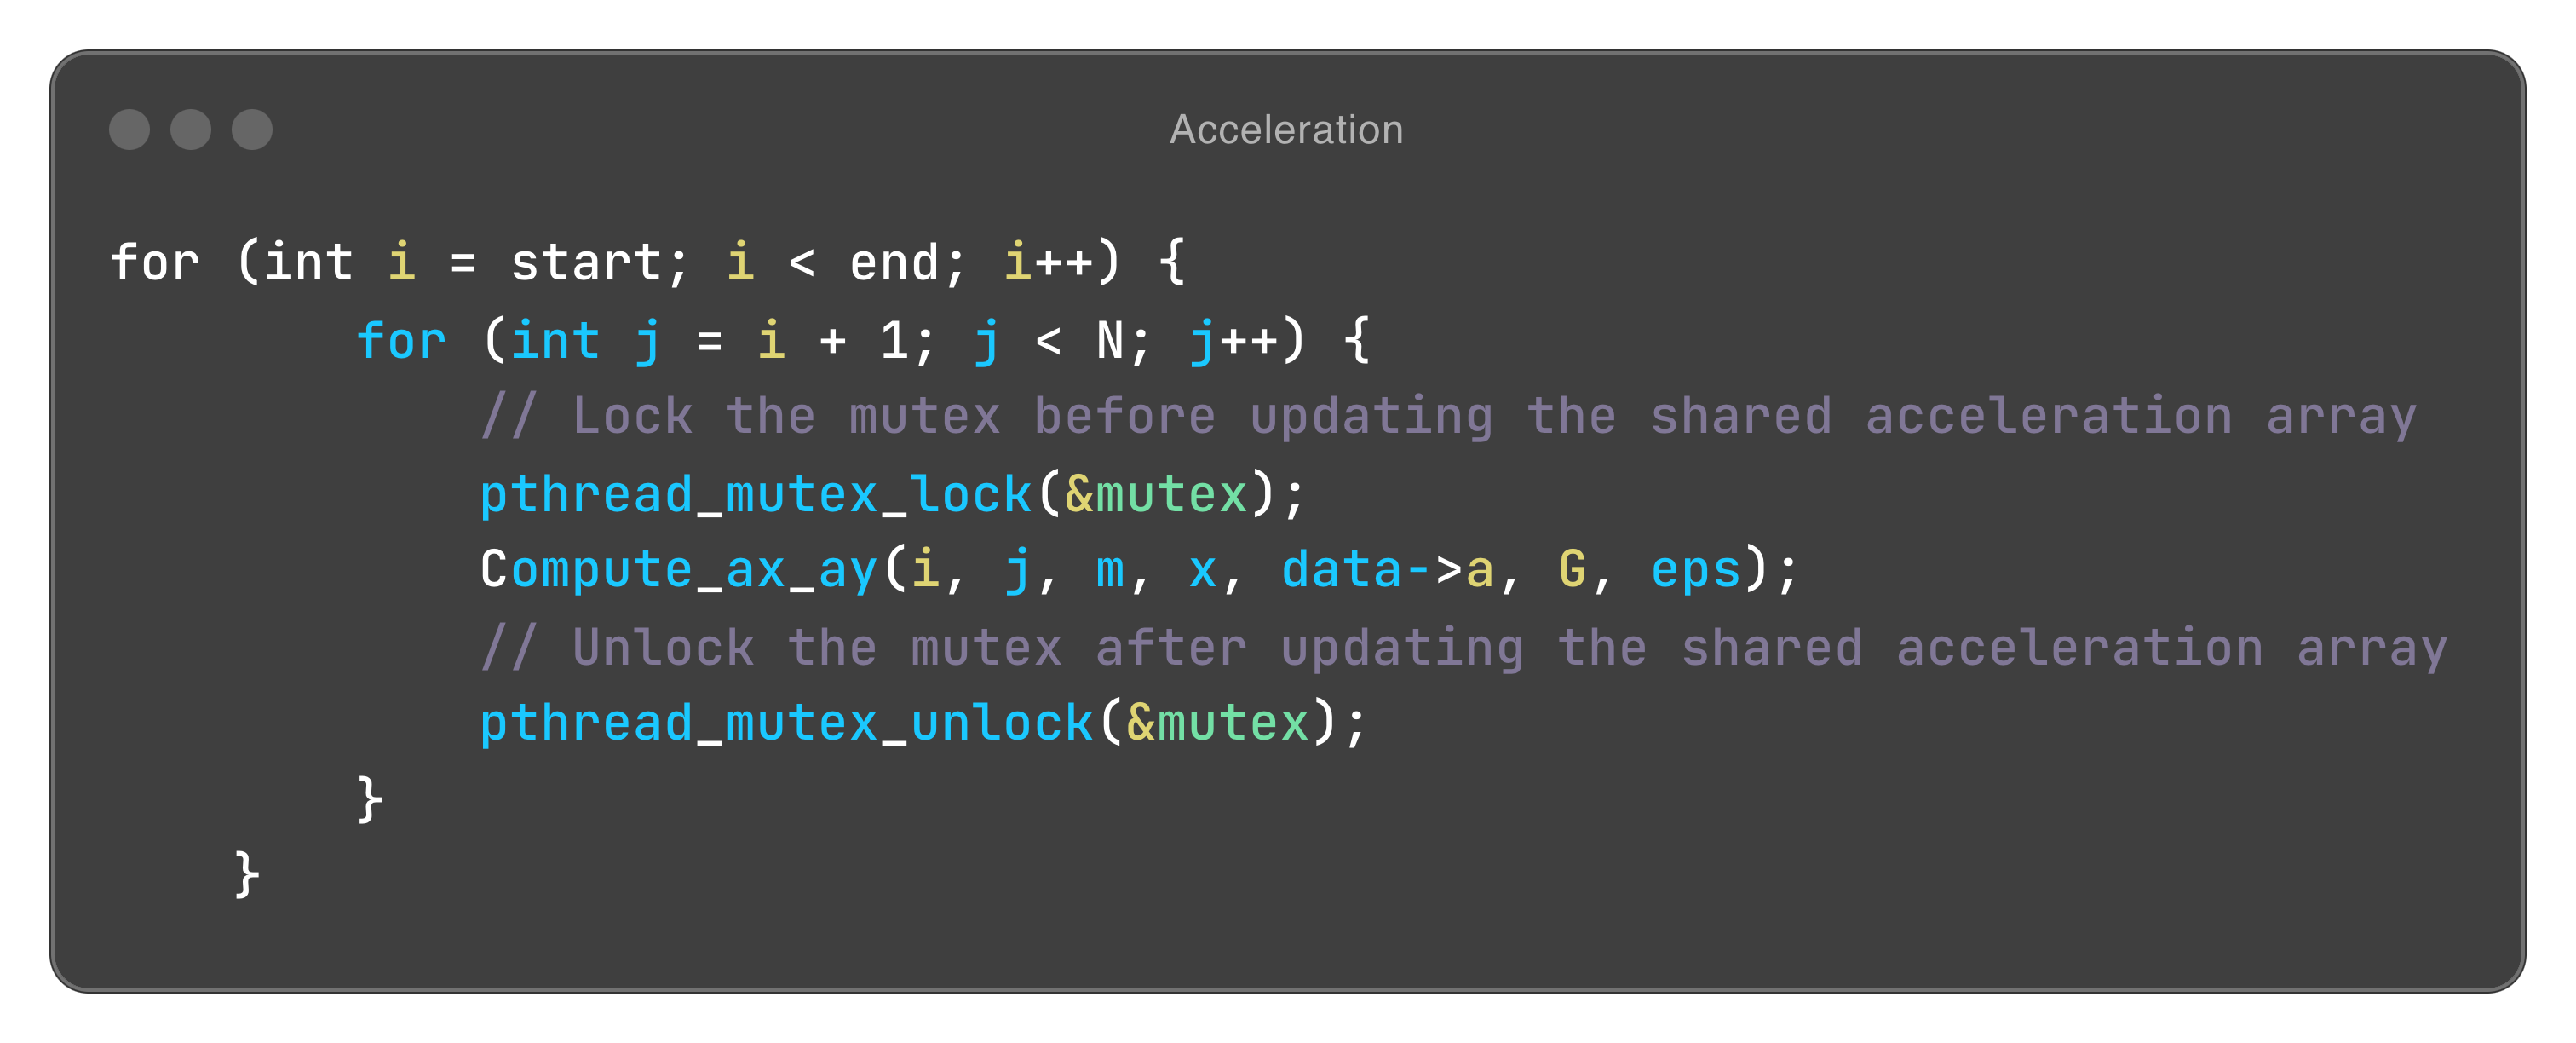 Acceleration
for (int i = start; i < end; i++) {
        for (int j = i + 1; j < N; j++) {
            // Lock the mutex before updating the shared acceleration array
            pthread_mutex_lock(&mutex);
            Compute_ax_ay(i, j, m, x, data->a, G, eps);
            // Unlock the mutex after updating the shared acceleration array
            pthread_mutex_unlock(&mutex);
        }
    }